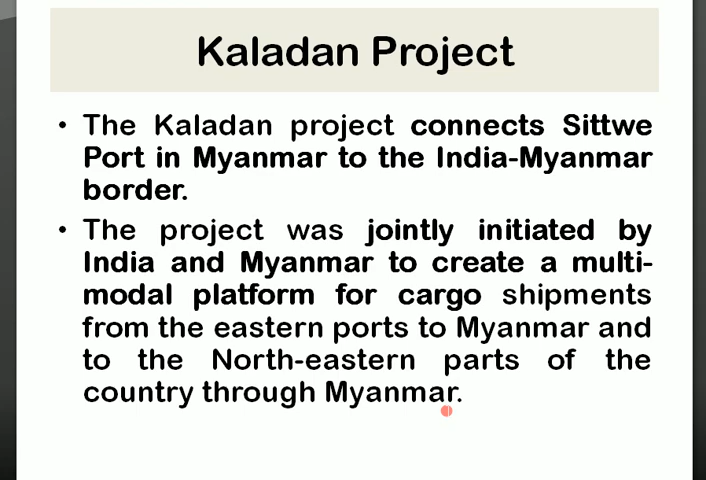 Kaladan Project
• The Kaladan project connects Sittwe
Port in Myanmar to the India-Myanmar
border.
• The project was jointly initiated by
India and Myanmar to create a multi-
modal platform for cargo shipments
from the eastern ports to Myanmar and
to the North-eastern parts of the
country through Myanmar.